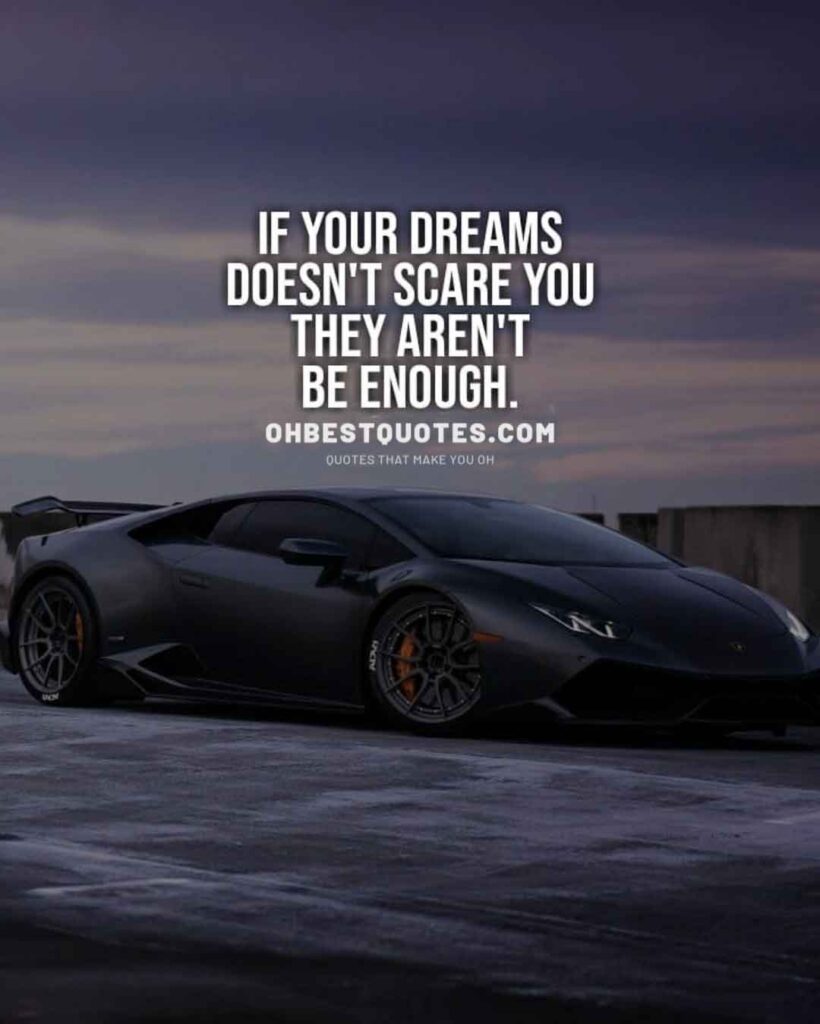 IF YOUR DREAMS
DOESN'T SCARE YOU
THEY AREN'T
BE ENOUGH.
OHBESTQUOTES.COM
QUOTES THAT MAKE YOU OH